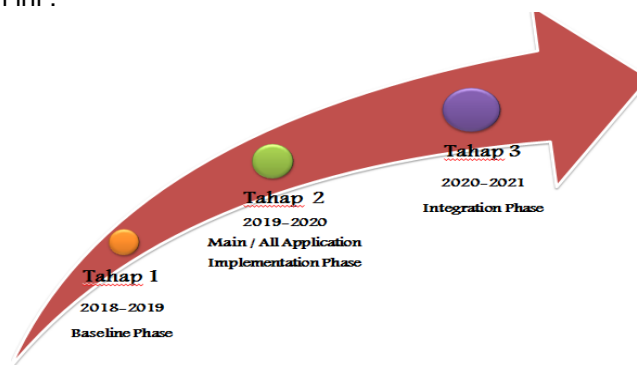 Tahap 1
2018-2019
Baseline Phase
Tahap 2
2019-2020
Main / All Application
Implementation Phase
Tahap 3
2020-2021
Integration Phase